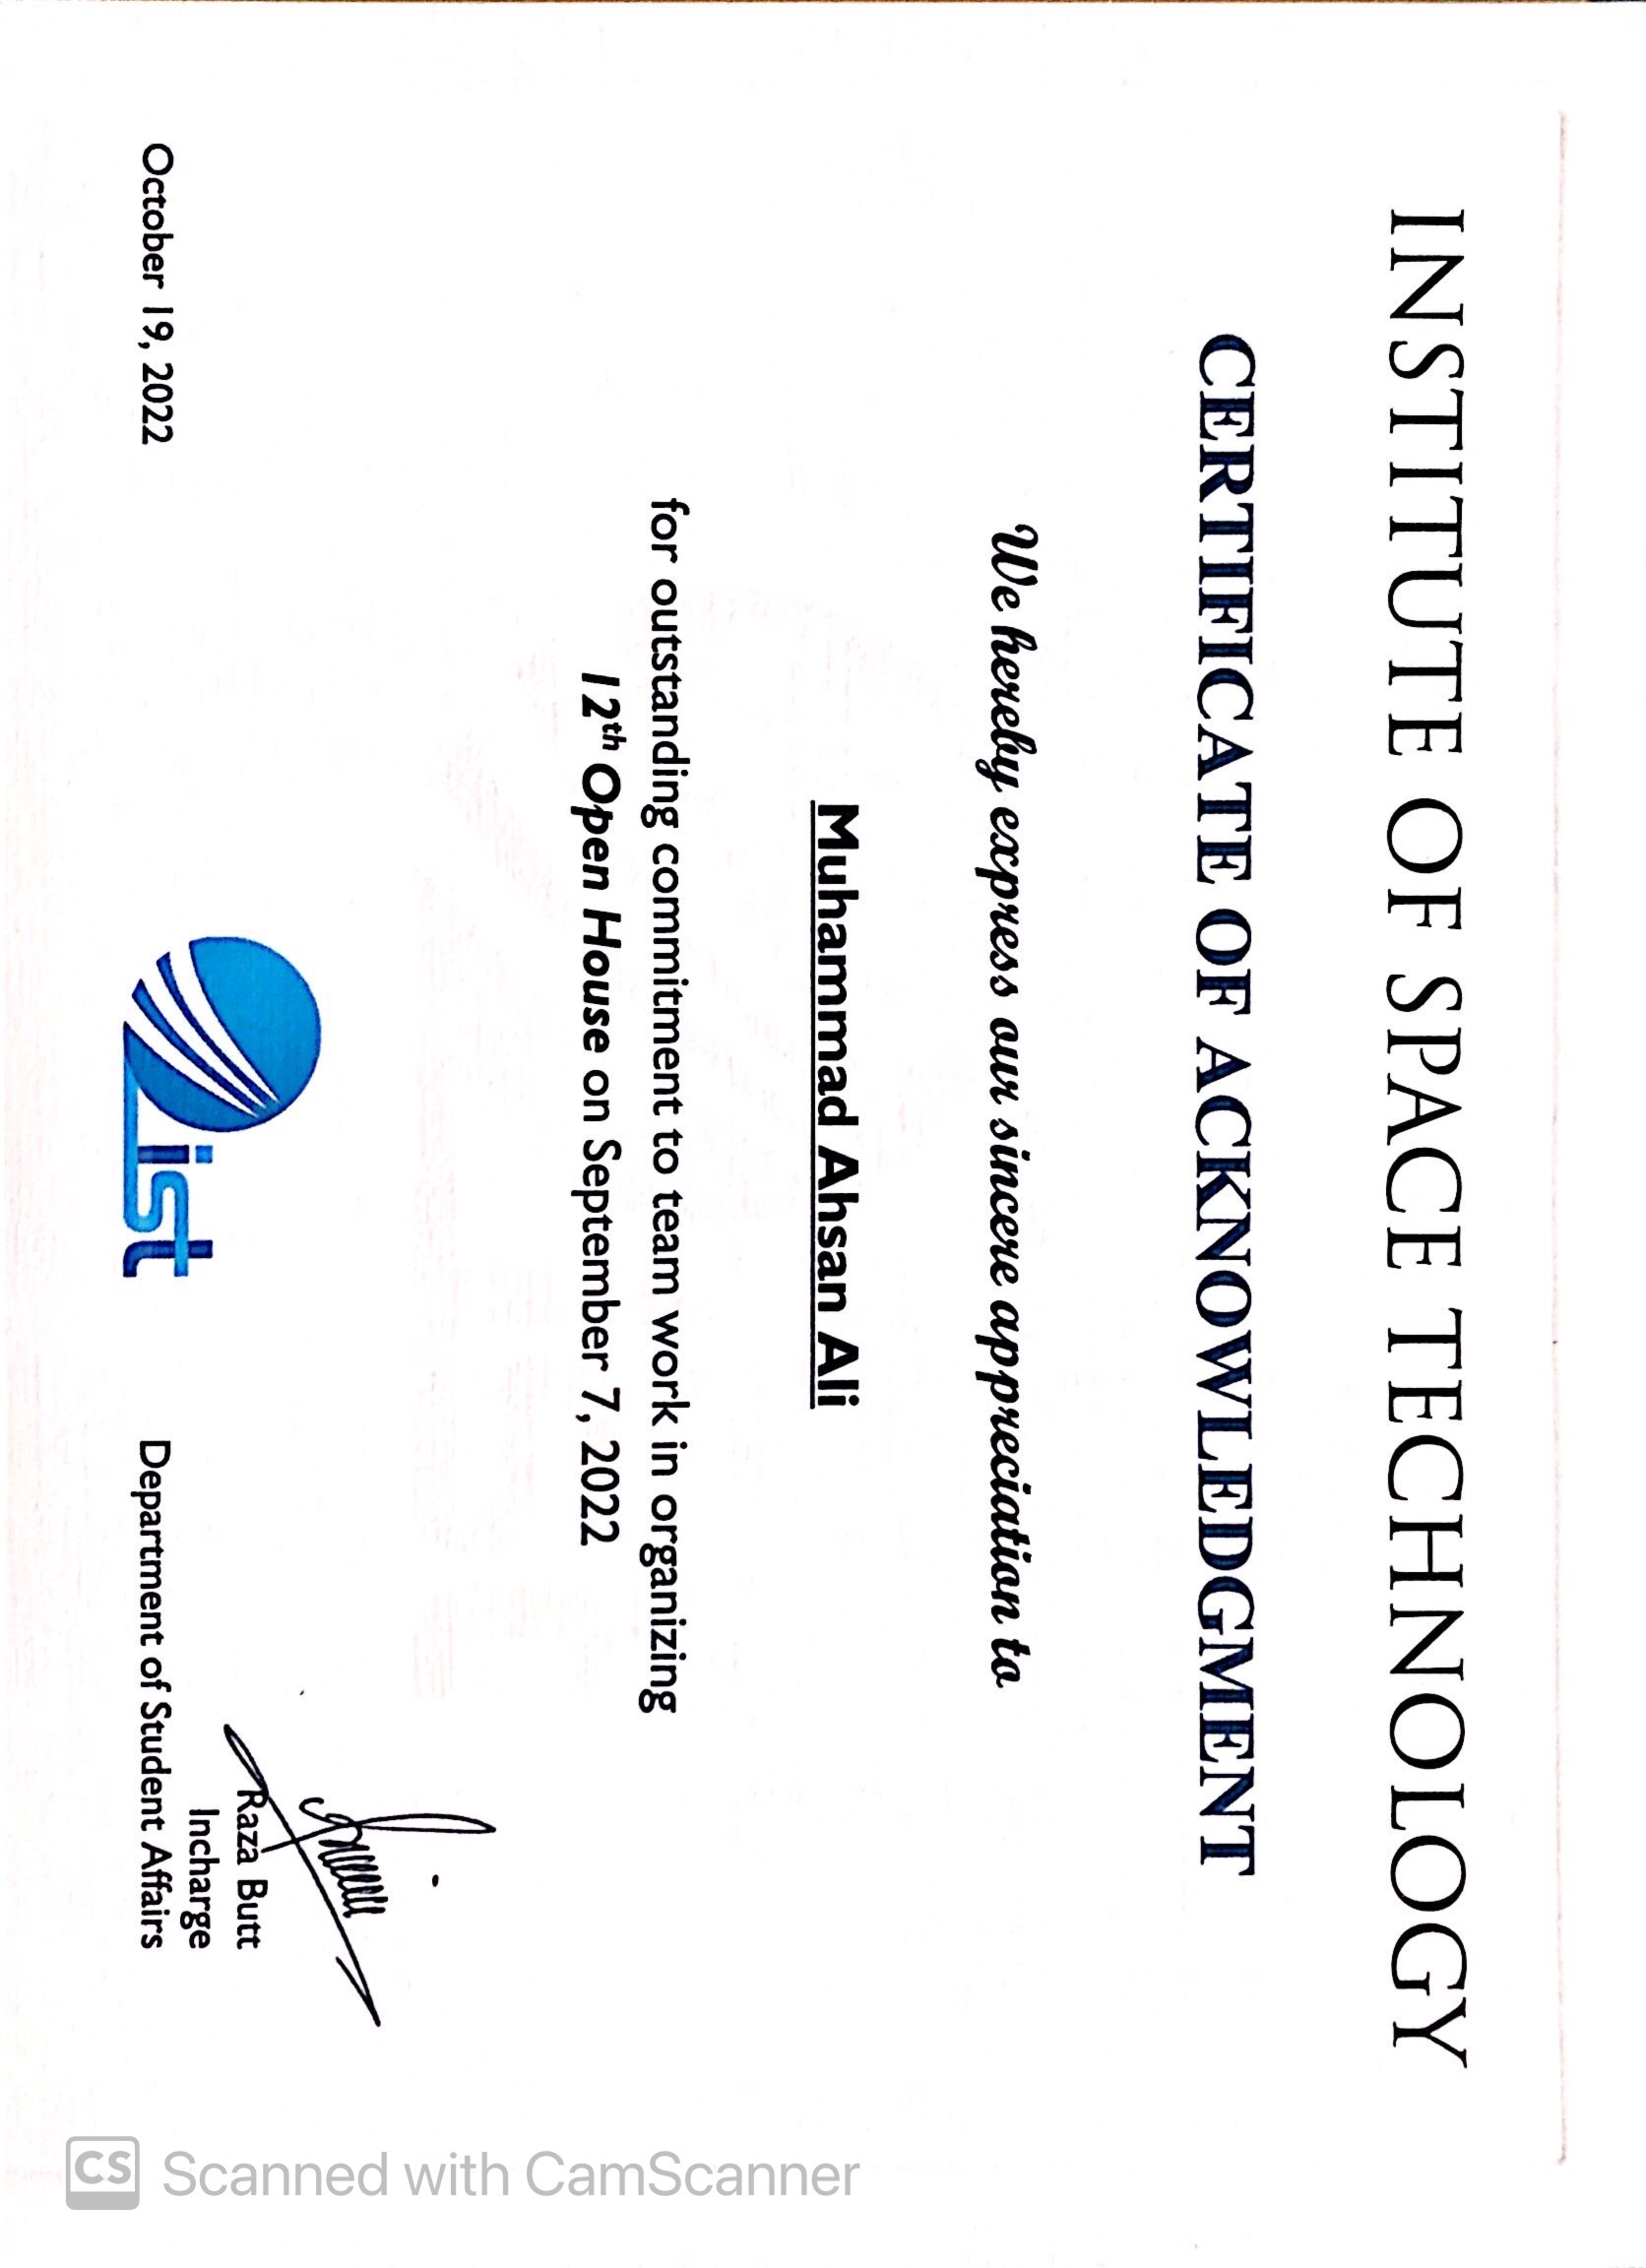 INSTITUTE OF SPACE TECHNOLOGY
CERTIFICATE OF ACKNOWLEDGMENT
We hereby express our sincere appreciation to
Muhammad Ahsan Ali
for outstanding commitment to team work in organizing
12th Open House on September 7, 2022
Raza Butt
Incharge
Department of Student Affairs
October 19, 2022
ist
CS Scanned with CamScanner